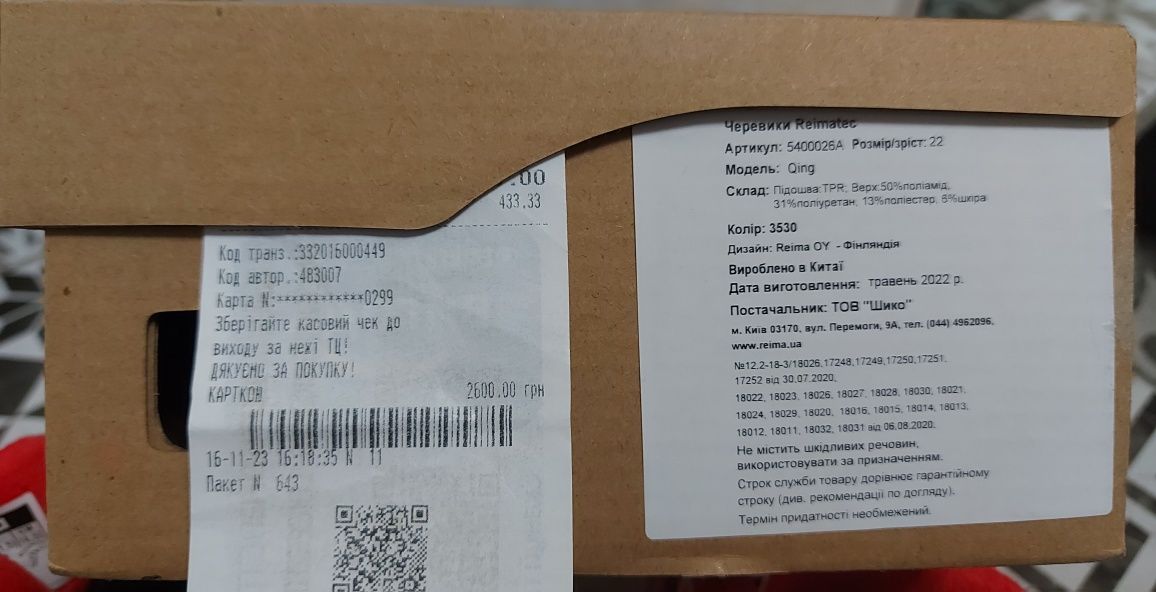 .00
433.33
Код транз.:332016000449
Код автор.:483007
Карта N:************0299
Зберігайте касовий чек до
виходу за межі ТЦ!
ДЯКУЄМО ЗА ПОКУПКУ!
КАРТКОЮ 2600.00 грн
16-11-23 16:18:35 N 11
Пакет N 643
Черевики Reimatec
Артикул: 5400026A Розмір/зріст: 22
Модель: Qing
Склад: Підошва:TPR; Верх:50%поліамід,
31%поліуретан, 13%поліестер, 6%шкіра
Колір: 3530
Дизайн: Reima OY - Фінляндія
Вироблено в Китаї
Дата виготовлення: травень 2022 р.
Постачальник: ТОВ "Шико"
м. Київ 03170, вул. Перемоги, 9А, тел. (044) 4962096,
www.reima.ua
№12,2-18-3/18026,17248,17249,17250,17251,
17252 від 30.07.2020,
18022, 18023, 18026, 18027, 18028, 18030, 18021,
18024, 18029, 18020, 18016, 18015, 18014, 18013,
18012, 18011, 18032, 18031 від 06.08.2020.
Не містить шкідливих речовин,
використовувати за призначенням.
Строк служби товару дорівнює гарантійному
строку (див. рекомендації по догляду).
Термін придатності необмежений.